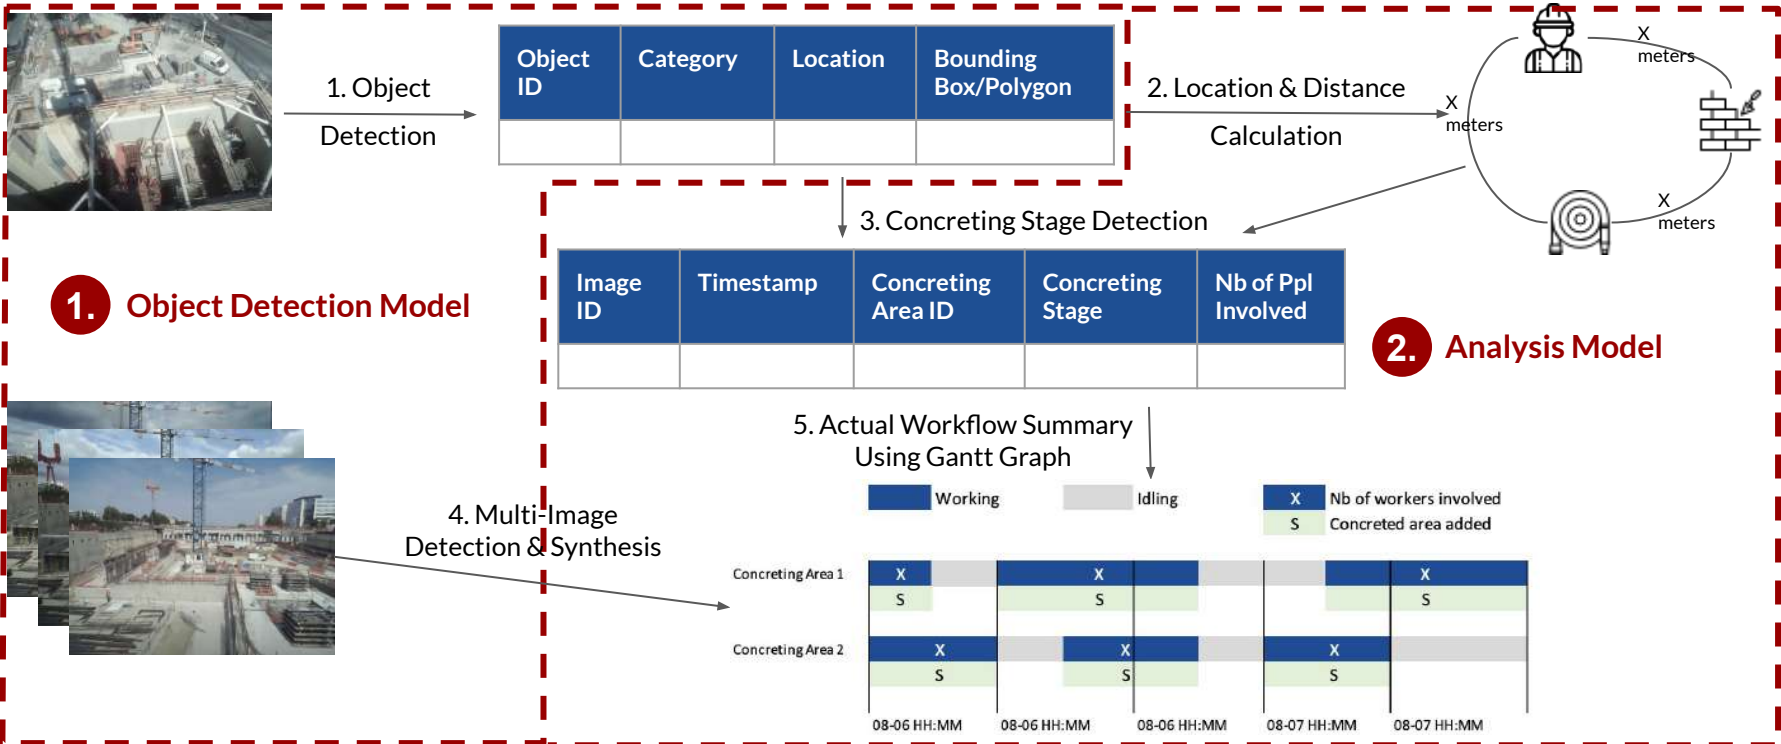 1. Object
Detection
Object
ID
Category
Location
Bounding
Box/Polygon
2. Location & Distance
Calculation
X
meters
X
meters
X
meters
3. Concreting Stage Detection
1. Object Detection Model
Image
ID
Timestamp
Concreting
Area ID
Concreting
Stage
Nb of Ppl
Involved
2. Analysis Model
4. Multi-Image
Detection & Synthesis
5. Actual Workflow Summary
Using Gantt Graph
Working
Idling
X Nb of workers involved
S Concreted area added
Concreting Area 1 X X X
S S S
Concreting Area 2 X X X
S S S
08-06 HH:MM 08-06 HH:MM 08-06 HH:MM 08-07 HH:MM 08-07 HH:MM